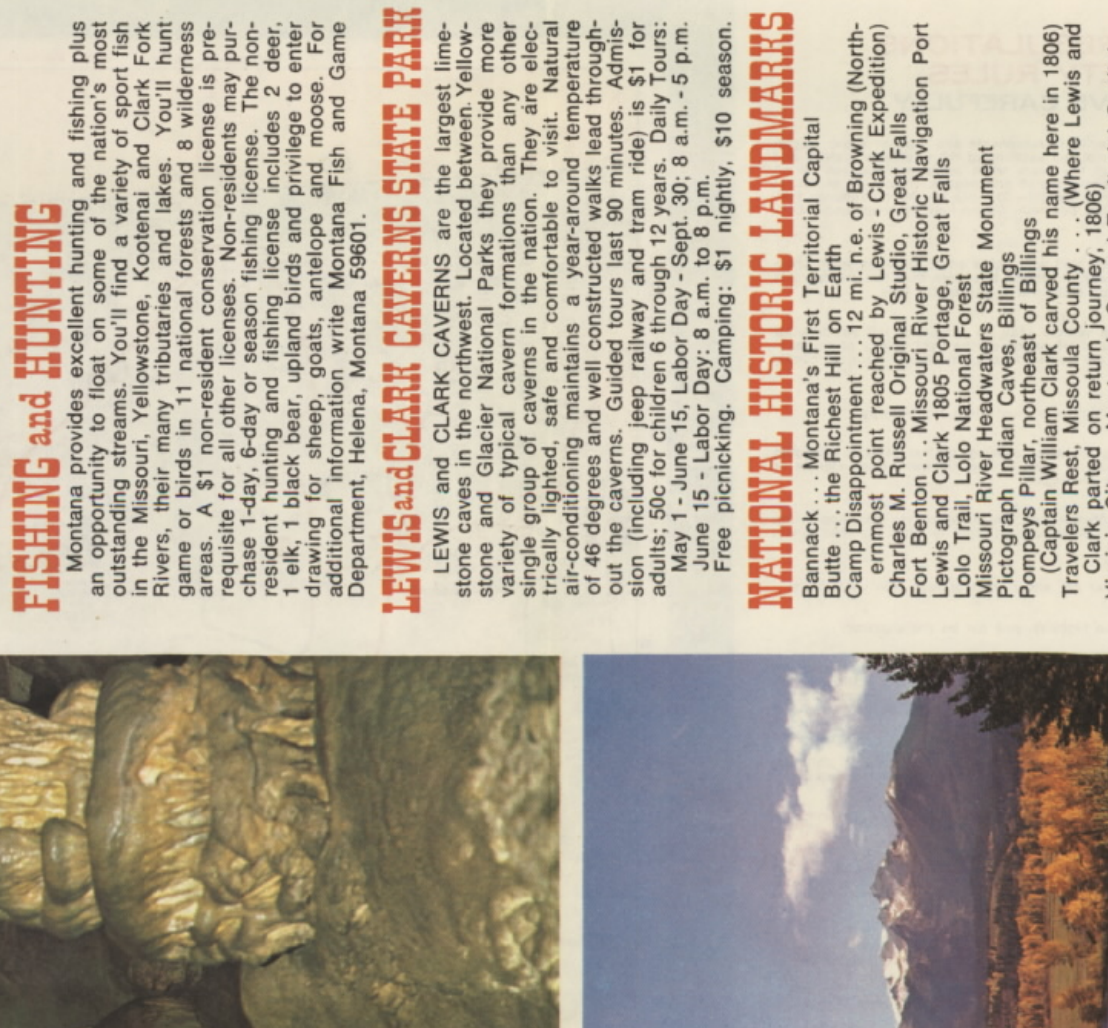 FISHING and HUNTING
Montana provides excellent hunting and fishing plus
an opportunity to float on some of the nation's most
outstanding streams. You'll find a variety of sport fish
in the Missouri, Yellowstone, Kootenai and Clark Fork
Rivers, their many tributaries and lakes. You'll hunt
game or birds in 11 national forests and 8 wilderness
areas. A $1 non-resident conservation license is pre-
requisite for all other licenses. Non-residents may pur-
chase 1-day, 6-day or season fishing license. The non-
resident hunting and fishing license includes 2 deer,
1 elk, 1 black bear, upland birds and privilege to enter
drawing for sheep, goats, antelope and moose. For
additional information write Montana Fish and Game
Department, Helena, Montana 59601.
LEWIS and CLARK CAVERNS STATE PARK
LEWIS and CLARK CAVERNS are the largest lime-
stone caves in the northwest. Located between Yellow-
stone and Glacier National Parks they provide more
variety of typical cavern formations than any other
single group of caverns in the nation. They are elec-
trically lighted, safe and comfortable to visit. Natural
air-conditioning maintains a year-around temperature
of 46 degrees and well constructed walks lead through-
out the caverns. Guided tours last 90 minutes. Admis-
sion (including jeep railway and tram ride) is $1 for
adults; 50c for children 6 through 12 years. Daily Tours:
May 1 - June 15, Labor Day - Sept. 30; 8 a.m. - 5 p.m.
June 15 - Labor Day: 8 a.m. to 8 p.m.
Free picnicking. Camping: $1 nightly, $10 season.
NATIONAL HISTORIC LANDMARKS
Bannack ... Montana's First Territorial Capital
Butte ... the Richest Hill on Earth
Camp Disappointment ... 12 mi. n.e. of Browning (North-
ernmost point reached by Lewis - Clark Expedition)
Charles M. Russell Original Studio, Great Falls
Fort Benton ... Missouri River Historic Navigation Port
Lewis and Clark 1805 Portage, Great Falls
Lolo Trail, Lolo National Forest
Missouri River Headwaters State Monument
Pictograph Indian Caves, Billings
Pompeys Pillar, northeast of Billings
(Captain William Clark carved his name here in 1806)
Travelers Rest, Missoula County . . . (Where Lewis and
Clark parted on return journey, 1806)